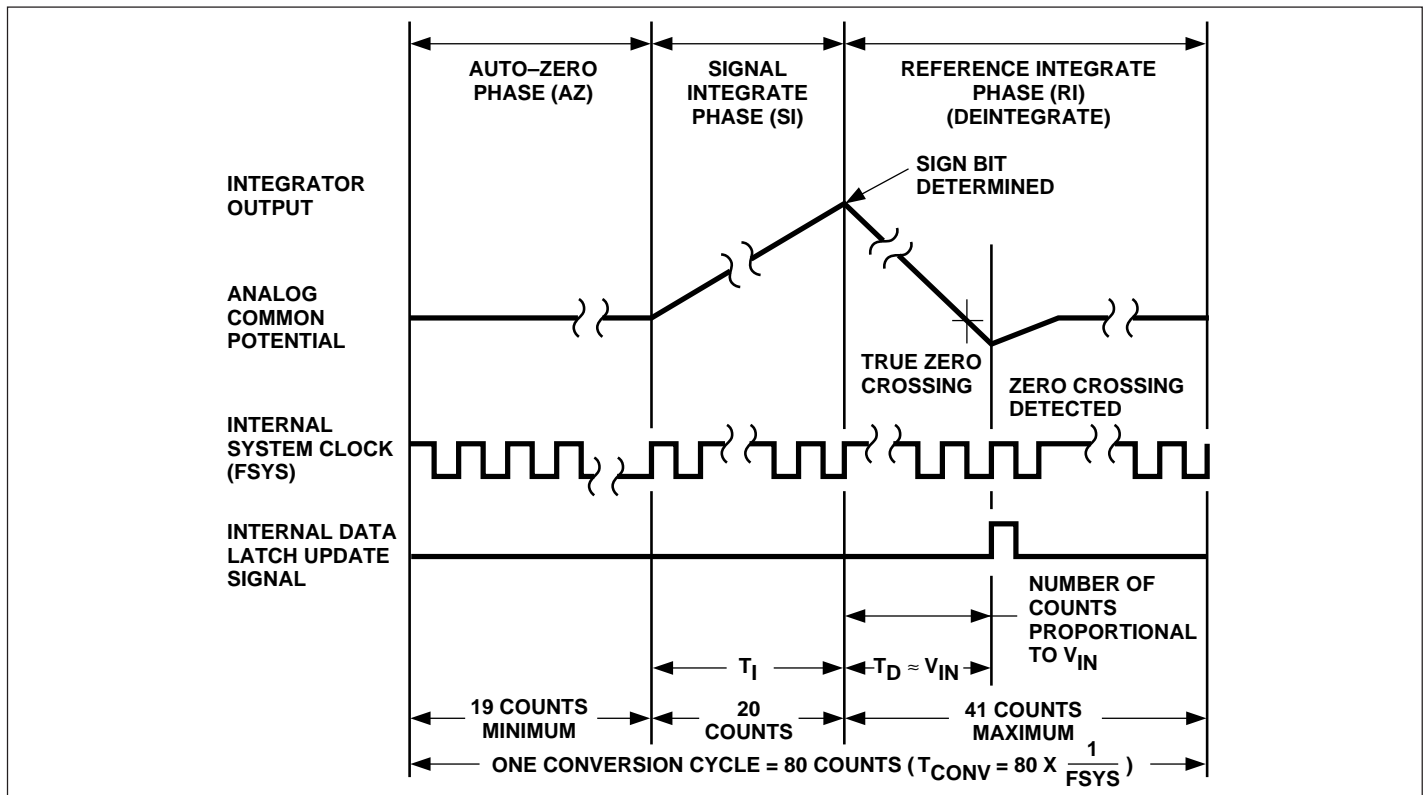 AUTO–ZERO
PHASE (AZ)
SIGNAL
INTEGRATE
PHASE (SI)
REFERENCE INTEGRATE
PHASE (RI)
(DEINTEGRATE)
INTEGRATOR
OUTPUT
SIGN BIT
DETERMINED
ANALOG
COMMON
POTENTIAL
TRUE ZERO
CROSSING
ZERO CROSSING
DETECTED
INTERNAL
SYSTEM CLOCK
(FSYS)
INTERNAL DATA
LATCH UPDATE
SIGNAL
NUMBER OF
COUNTS
PROPORTIONAL
TO VIN
TI
TD ≈ VIN
19 COUNTS
MINIMUM
20
COUNTS
41 COUNTS
MAXIMUM
ONE CONVERSION CYCLE = 80 COUNTS ( TCONV = 80 X 1/FSYS )